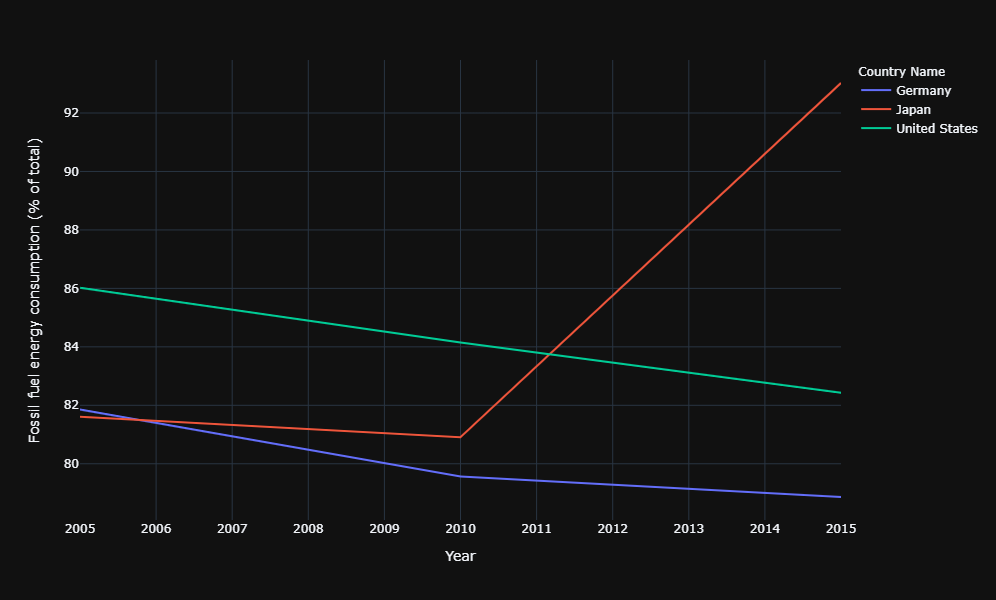 Country Name
Germany
Japan
United States
Fossil fuel energy consumption (% of total)
92
90
88
86
84
82
80
2005 2006 2007 2008 2009 2010 2011 2012 2013 2014 2015
Year